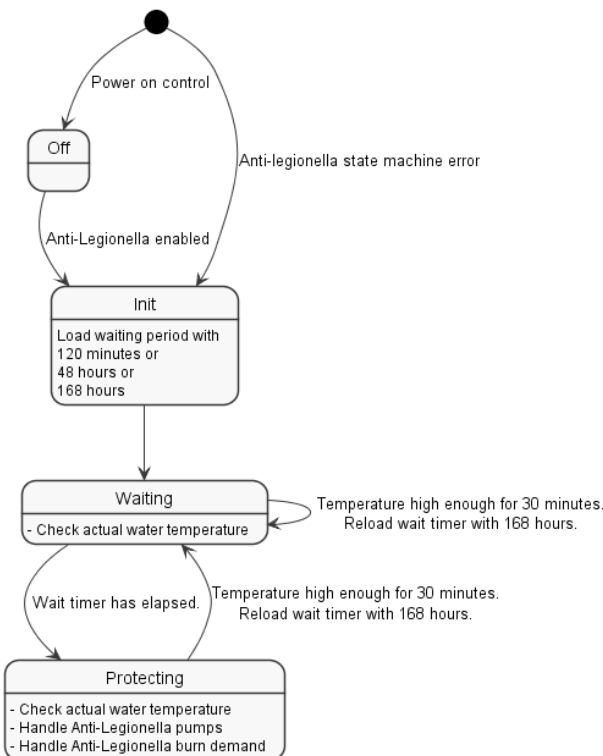 Power on control
Off
Anti-legionella state machine error
Anti-Legionella enabled
Init
Load waiting period with
120 minutes or
48 hours or
168 hours
Waiting
- Check actual water temperature
Temperature high enough for 30 minutes.
Reload wait timer with 168 hours.
Wait timer has elapsed.
Temperature high enough for 30 minutes.
Reload wait timer with 168 hours.
Protecting
- Check actual water temperature
- Handle Anti-Legionella pumps
- Handle Anti-Legionella burn demand